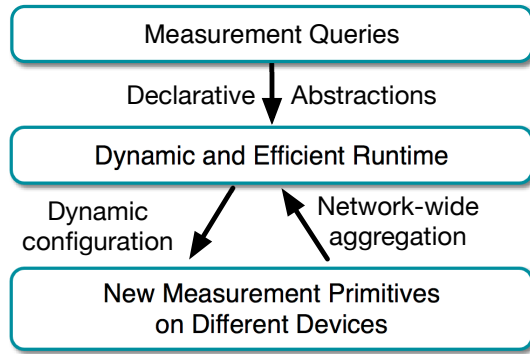 Measurement Queries
Declarative Abstractions
Dynamic and Efficient Runtime
Dynamic
configuration
Network-wide
aggregation
New Measurement Primitives
on Different Devices